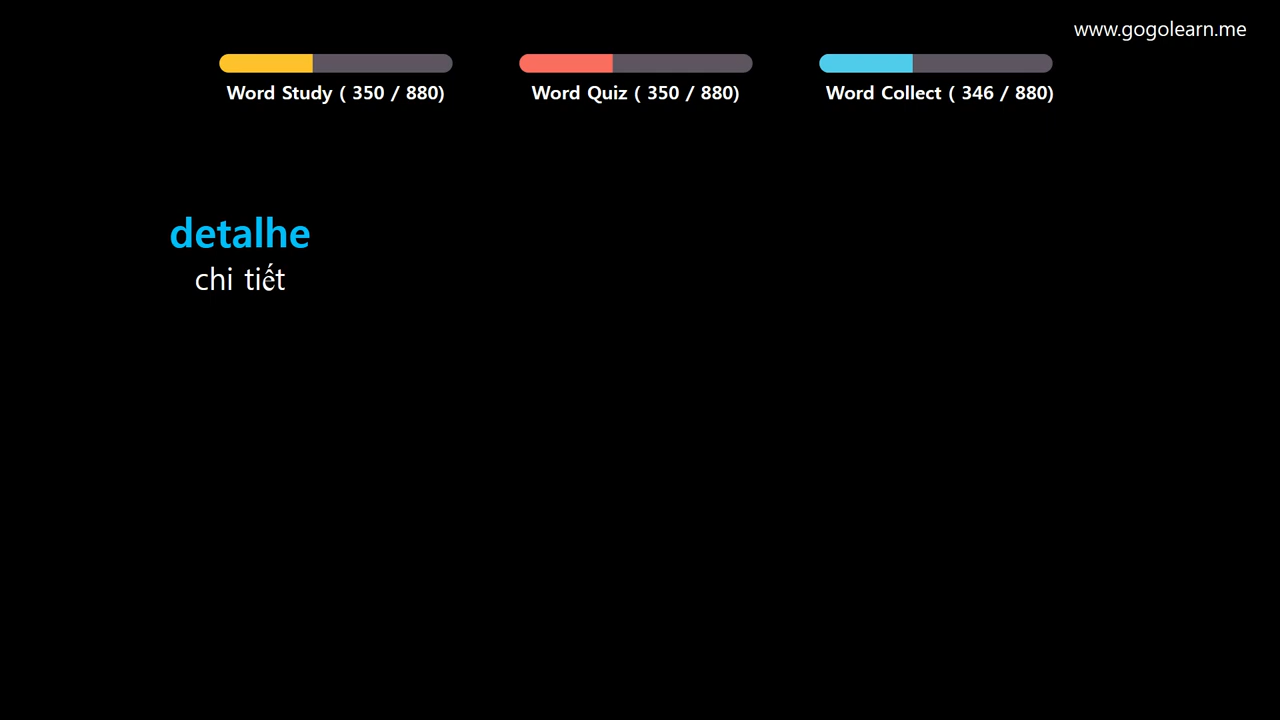 www.gogolearn.me
Word Study ( 350 / 880)
Word Quiz ( 350 / 880)
Word Collect ( 346 / 880)
detalhe
chi tiết